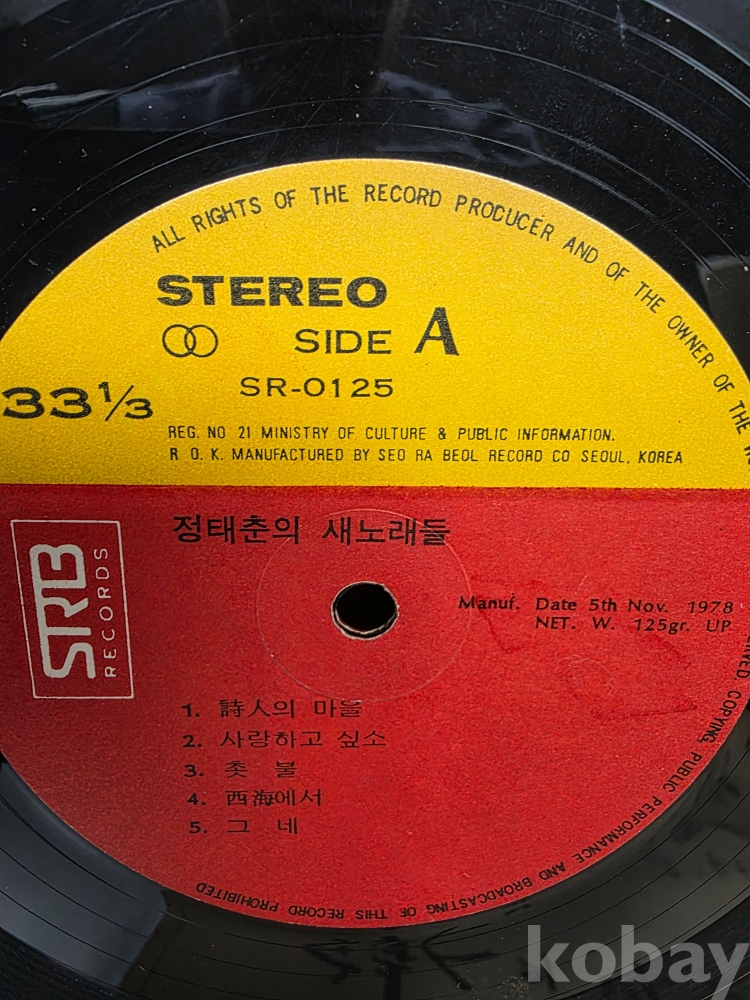 ALL RIGHTS OF THE RECORD PRODUCER AND OF THE OWNER OF THE
STEREO
SIDE A
SR-0125
33⅓
REG. NO 21 MINISTRY OF CULTURE & PUBLIC INFORMATION.
R O. K. MANUFACTURED BY SEO RA BEOL RECORD CO SEOUL, KOREA
정태춘의 새노래들
SRB
RECORDS
Manuf. Date 5th Nov. 1978
NET. W. 125gr. UP
1. 詩人의 마을
2. 사랑하고 싶소
3. 촛 불
4. 西海에서
5. 그 네
COPYING, PUBLIC PERFORMANCE AND BROADCASTING OF THIS RECORD PROHIBITED
kobay